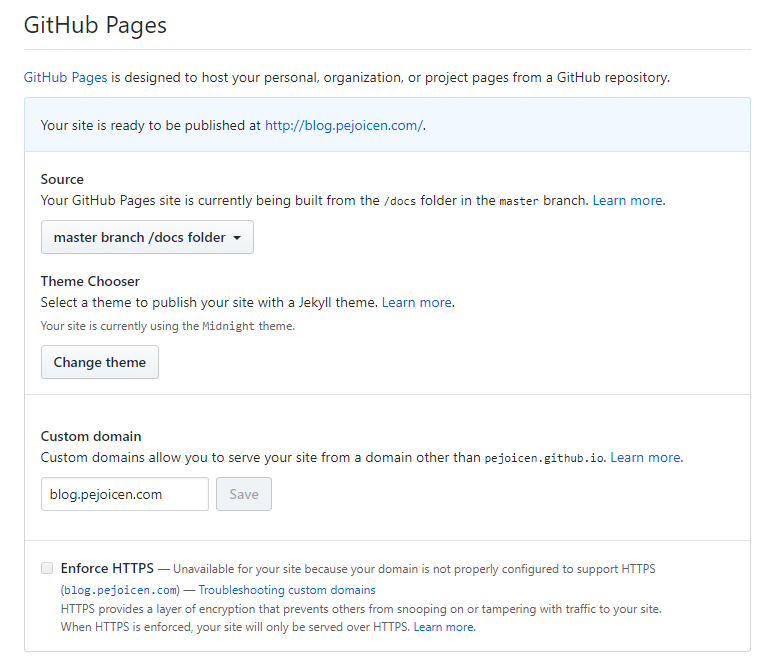 GitHub Pages
GitHub Pages is designed to host your personal, organization, or project pages from a GitHub repository.
Your site is ready to be published at http://blog.pejoicen.com/.
Source
Your GitHub Pages site is currently being built from the /docs folder in the master branch. Learn more.
master branch /docs folder
Theme Chooser
Select a theme to publish your site with a Jekyll theme. Learn more.
Your site is currently using the Midnight theme.
Change theme
Custom domain
Custom domains allow you to serve your site from a domain other than pejoicen.github.io. Learn more.
blog.pejoicen.com Save
Enforce HTTPS — Unavailable for your site because your domain is not properly configured to support HTTPS
(blog.pejoicen.com) — Troubleshooting custom domains
HTTPS provides a layer of encryption that prevents others from snooping on or tampering with traffic to your site.
When HTTPS is enforced, your site will only be served over HTTPS. Learn more.